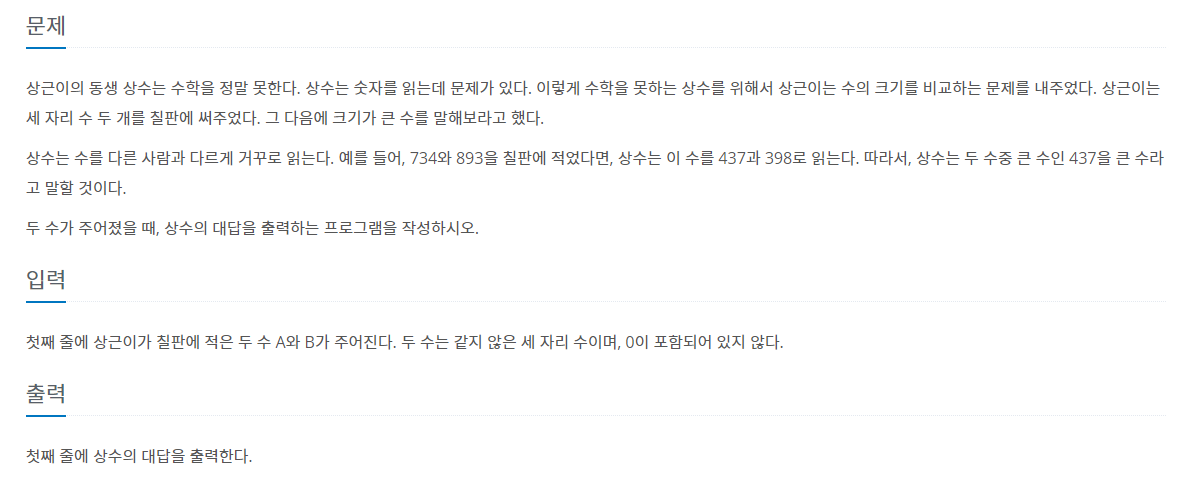 문제
상근이의 동생 상수는 수학을 정말 못한다. 상수는 숫자를 읽는데 문제가 있다. 이렇게 수학을 못하는 상수를 위해서 상근이는 수의 크기를 비교하는 문제를 내주었다. 상근이는
세 자리 수 두 개를 칠판에 써주었다. 그 다음에 크기가 큰 수를 말해보라고 했다.
상수는 수를 다른 사람과 다르게 거꾸로 읽는다. 예를 들어, 734와 893을 칠판에 적었다면, 상수는 이 수를 437과 398로 읽는다. 따라서, 상수는 두 수중 큰 수인 437을 큰 수라
고 말할 것이다.
두 수가 주어졌을 때, 상수의 대답을 출력하는 프로그램을 작성하시오.
입력
첫째 줄에 상근이가 칠판에 적은 두 수 A와 B가 주어진다. 두 수는 같지 않은 세 자리 수이며, 0이 포함되어 있지 않다.
출력
첫째 줄에 상수의 대답을 출력한다.